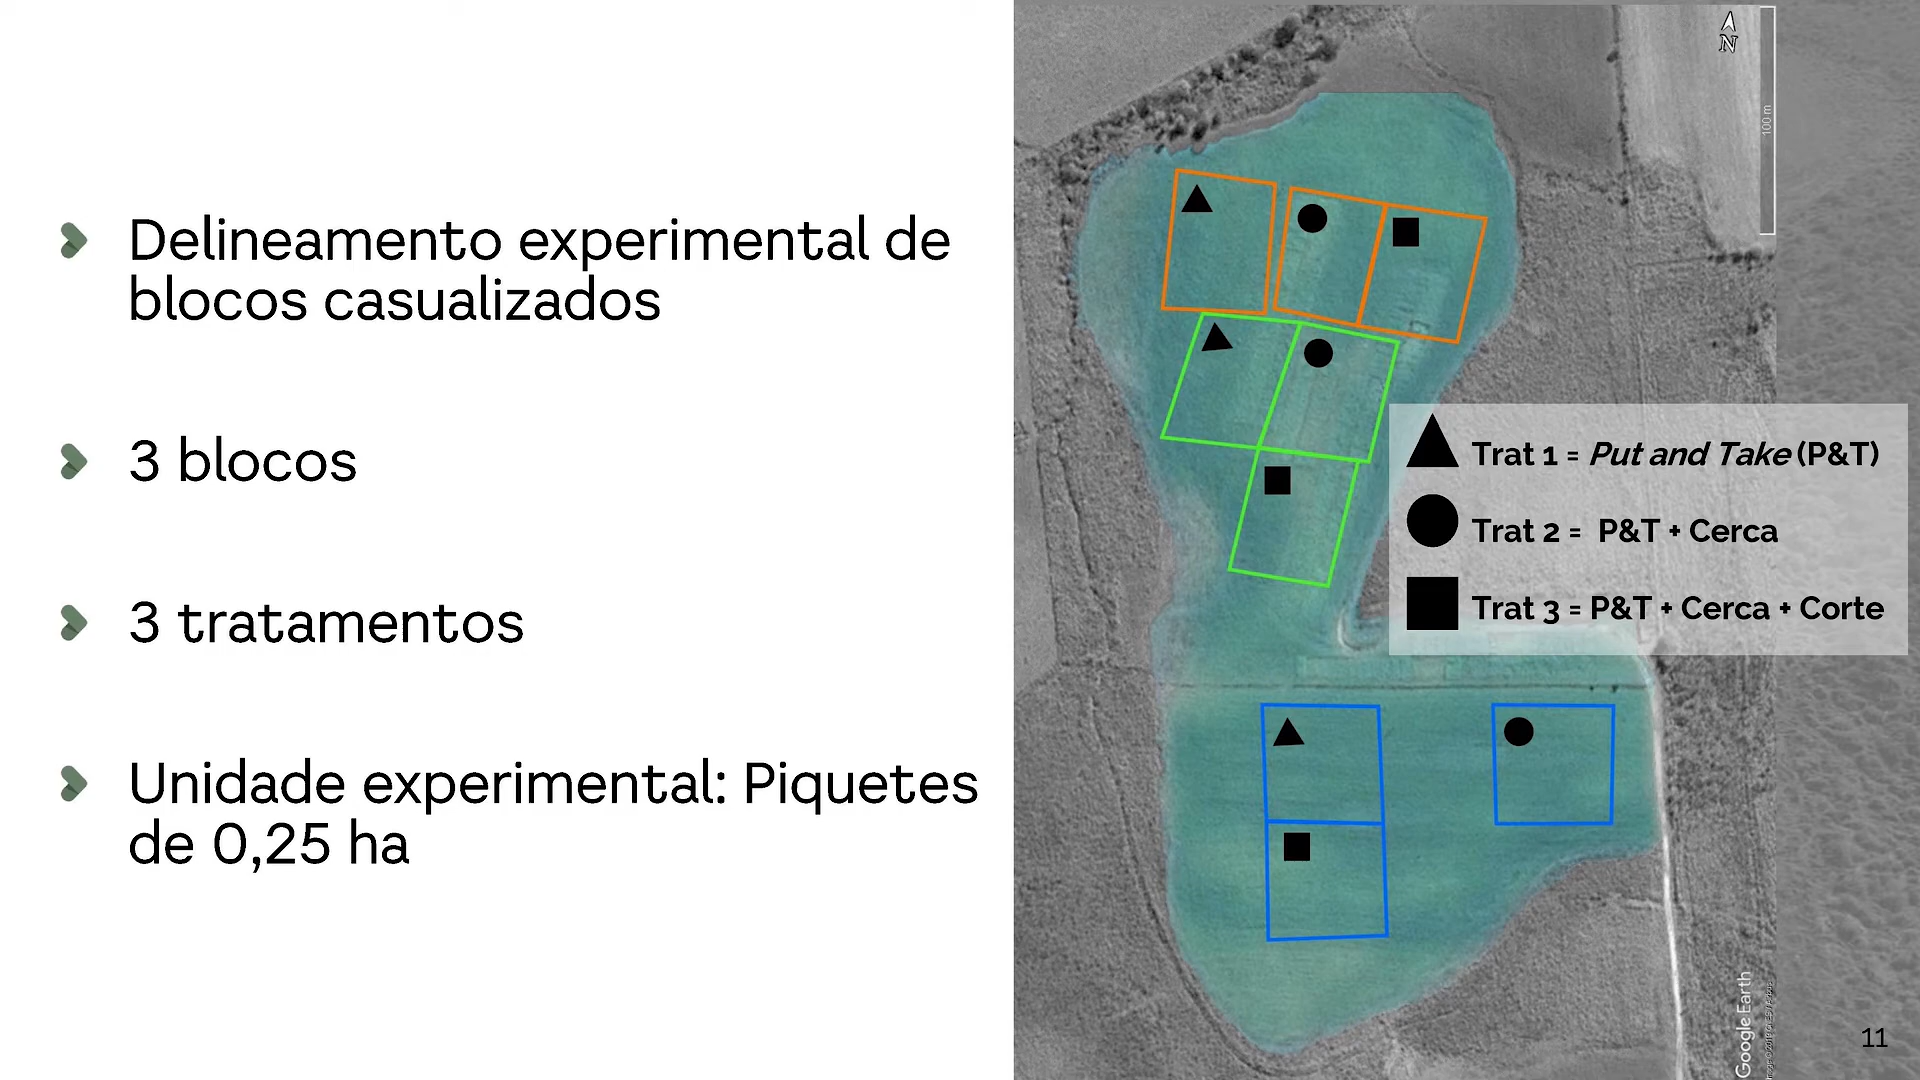 Delineamento experimental de
blocos casualizados
3 blocos
3 tratamentos
Unidade experimental: Piquetes
de 0,25 ha
N
100 m
Trat 1 = Put and Take (P&T)
Trat 2 = P&T + Cerca
Trat 3 = P&T + Cerca + Corte
Google Earth
11